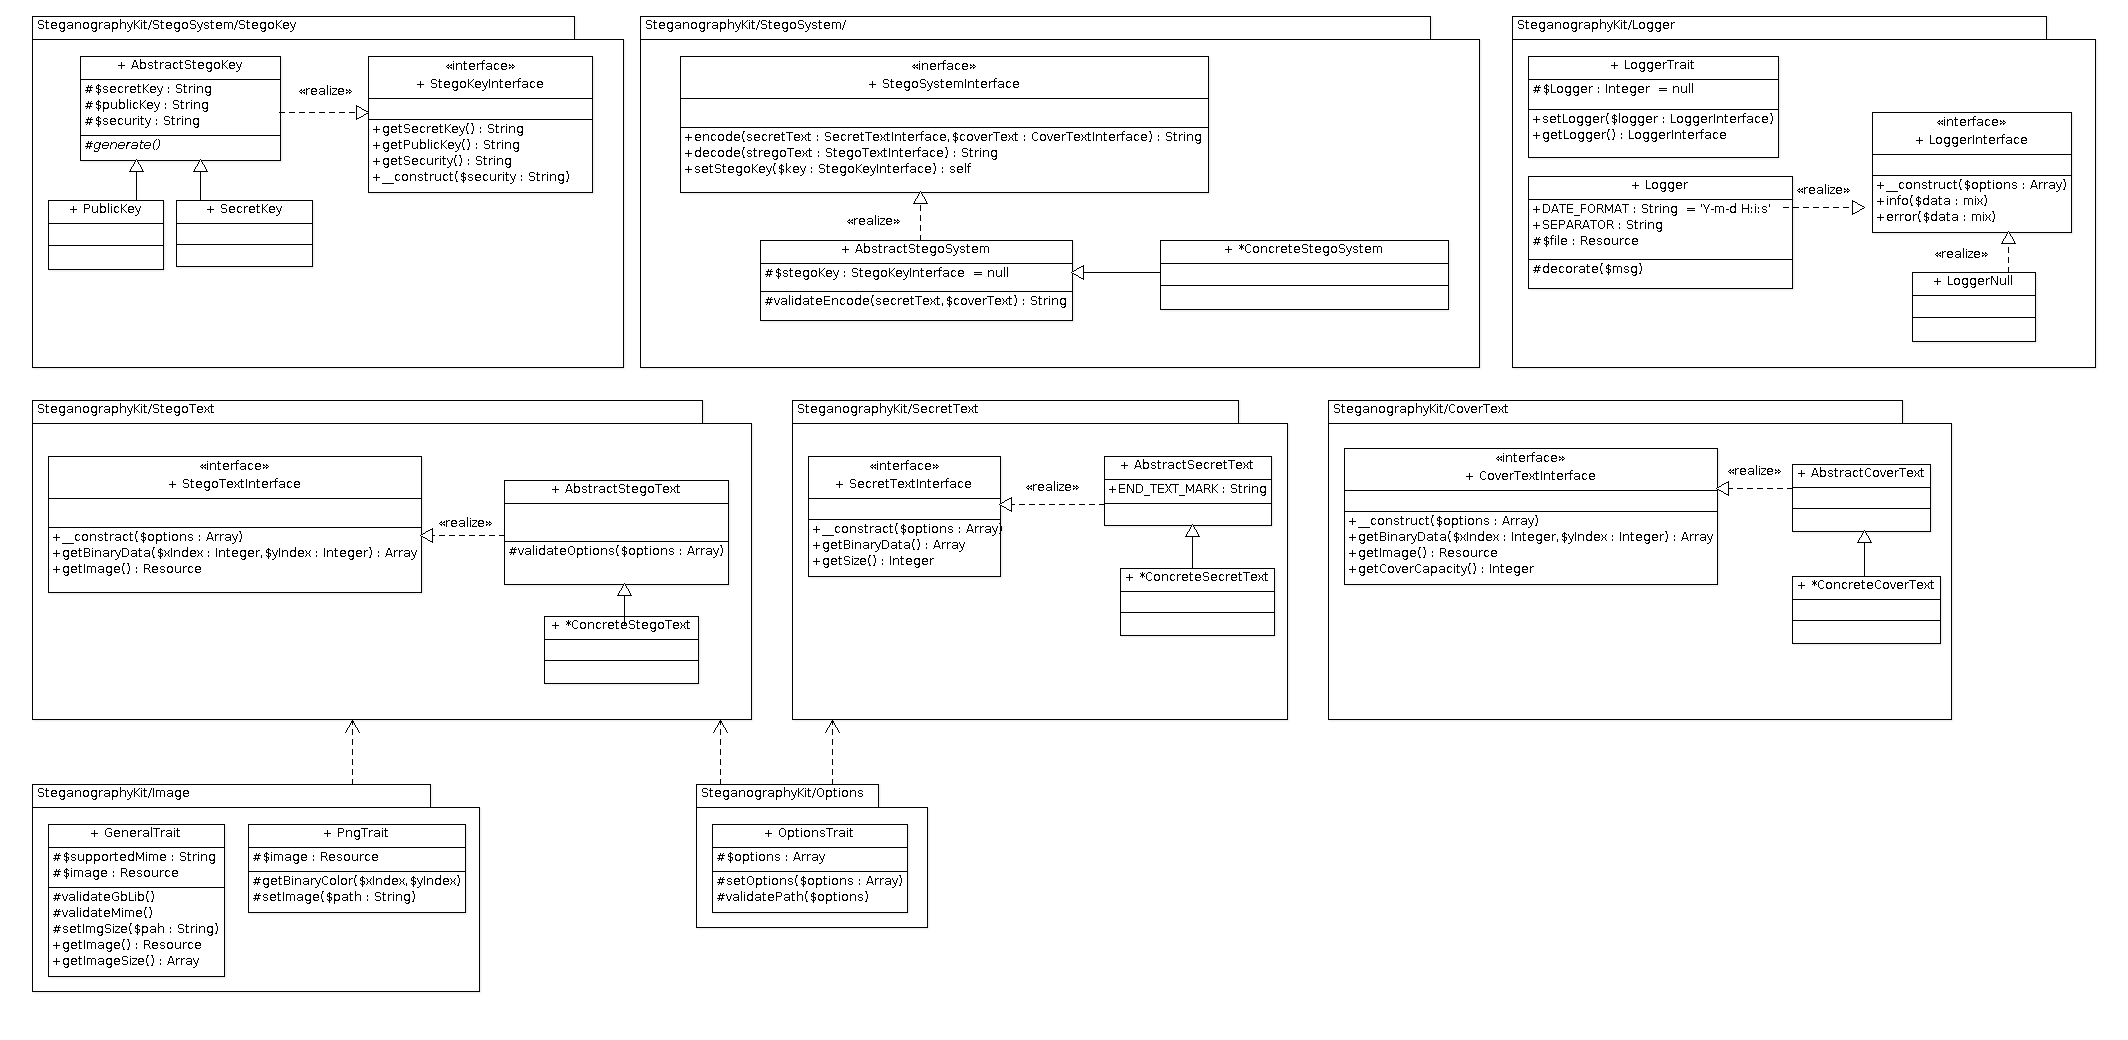 SteganographyKit/StegoSystem/StegoKey
+ AbstractStegoKey
#$secretKey : String
#$publicKey : String
#$security : String
#generate()
«realize»
«interface»
+ StegoKeyInterface
+getSecretKey() : String
+getPublicKey() : String
+getSecurity() : String
+__construct($security : String)
+ PublicKey
+ SecretKey
SteganographyKit/StegoSystem/
«inerface»
+ StegoSystemInterface
+encode(secretText : SecretTextInterface,$coverText : CoverTextInterface) : String
+decode(stregoText : StegoTextInterface) : String
+setStegoKey($key : StegoKeyInterface) : self
«realize»
+ AbstractStegoSystem
#$stegoKey : StegoKeyInterface = null
#validateEncode(secretText,$coverText) : String
+ *ConcreteStegoSystem
SteganographyKit/Logger
+ LoggerTrait
#$Logger : Integer = null
+setLogger($logger : LoggerInterface)
+getLogger() : LoggerInterface
«interface»
+ LoggerInterface
+__construct($options : Array)
+info($data : mix)
+error($data : mix)
+ Logger
+DATE_FORMAT : String = 'Y-m-d H:i:s'
+SEPARATOR : String
#$file : Resource
#decorate($msg)
«realize»
«realize»
+ LoggerNull
SteganographyKit/StegoText
«interface»
+ StegoTextInterface
+__construct($options : Array)
+getBinaryData($xIndex : Integer,$yIndex : Integer) : Array
+getImage() : Resource
«realize»
+ AbstractStegoText
#validateOptions($options : Array)
+ *ConcreteStegoText
SteganographyKit/SecretText
«interface»
+ SecretTextInterface
+__construct($options : Array)
+getBinaryData() : Array
+getSize() : Integer
«realize»
+ AbstractSecretText
+END_TEXT_MARK : String
+ *ConcreteSecretText
SteganographyKit/CoverText
«interface»
+ CoverTextInterface
+__construct($options : Array)
+getBinaryData($xIndex : Integer,$yIndex : Integer) : Array
+getImage() : Resource
+getCoverCapacity() : Integer
«realize»
+ AbstractCoverText
+ *ConcreteCoverText
SteganographyKit/Image
+ GeneralTrait
#$supportedMime : String
#$image : Resource
#validateGbLib()
#validateMime()
#setImgSize($pah : String)
+getImage() : Resource
+getImageSize() : Array
+ PngTrait
#$image : Resource
#getBinaryColor($xIndex,$yIndex)
#setImage($path : String)
SteganographyKit/Options
+ OptionsTrait
#$options : Array
#setOptions($options : Array)
#validatePath($options)